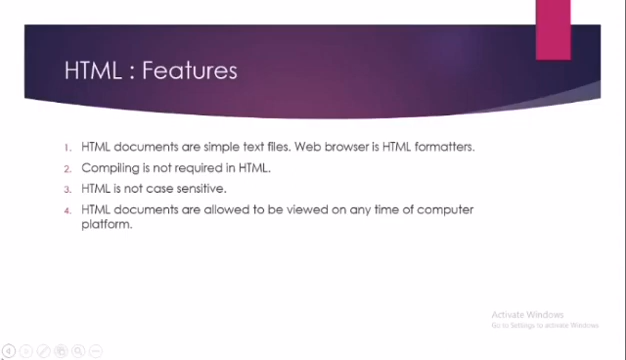 HTML : Features
1. HTML documents are simple text files. Web browser is HTML formatters.
2. Compiling is not required in HTML.
3. HTML is not case sensitive.
4. HTML documents are allowed to be viewed on any time of computer
platform.
Activate Windows
Go to Settings to activate Windows